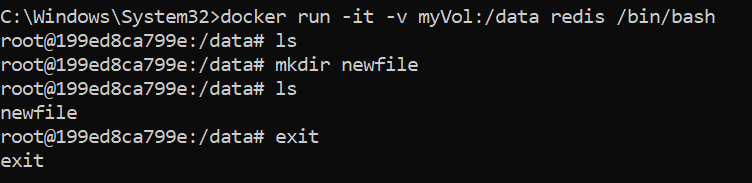 C:\Windows\System32>docker run -it -v myVol:/data redis /bin/bash
root@199ed8ca799e:/data# ls
root@199ed8ca799e:/data# mkdir newfile
root@199ed8ca799e:/data# ls
newfile
root@199ed8ca799e:/data# exit
exit